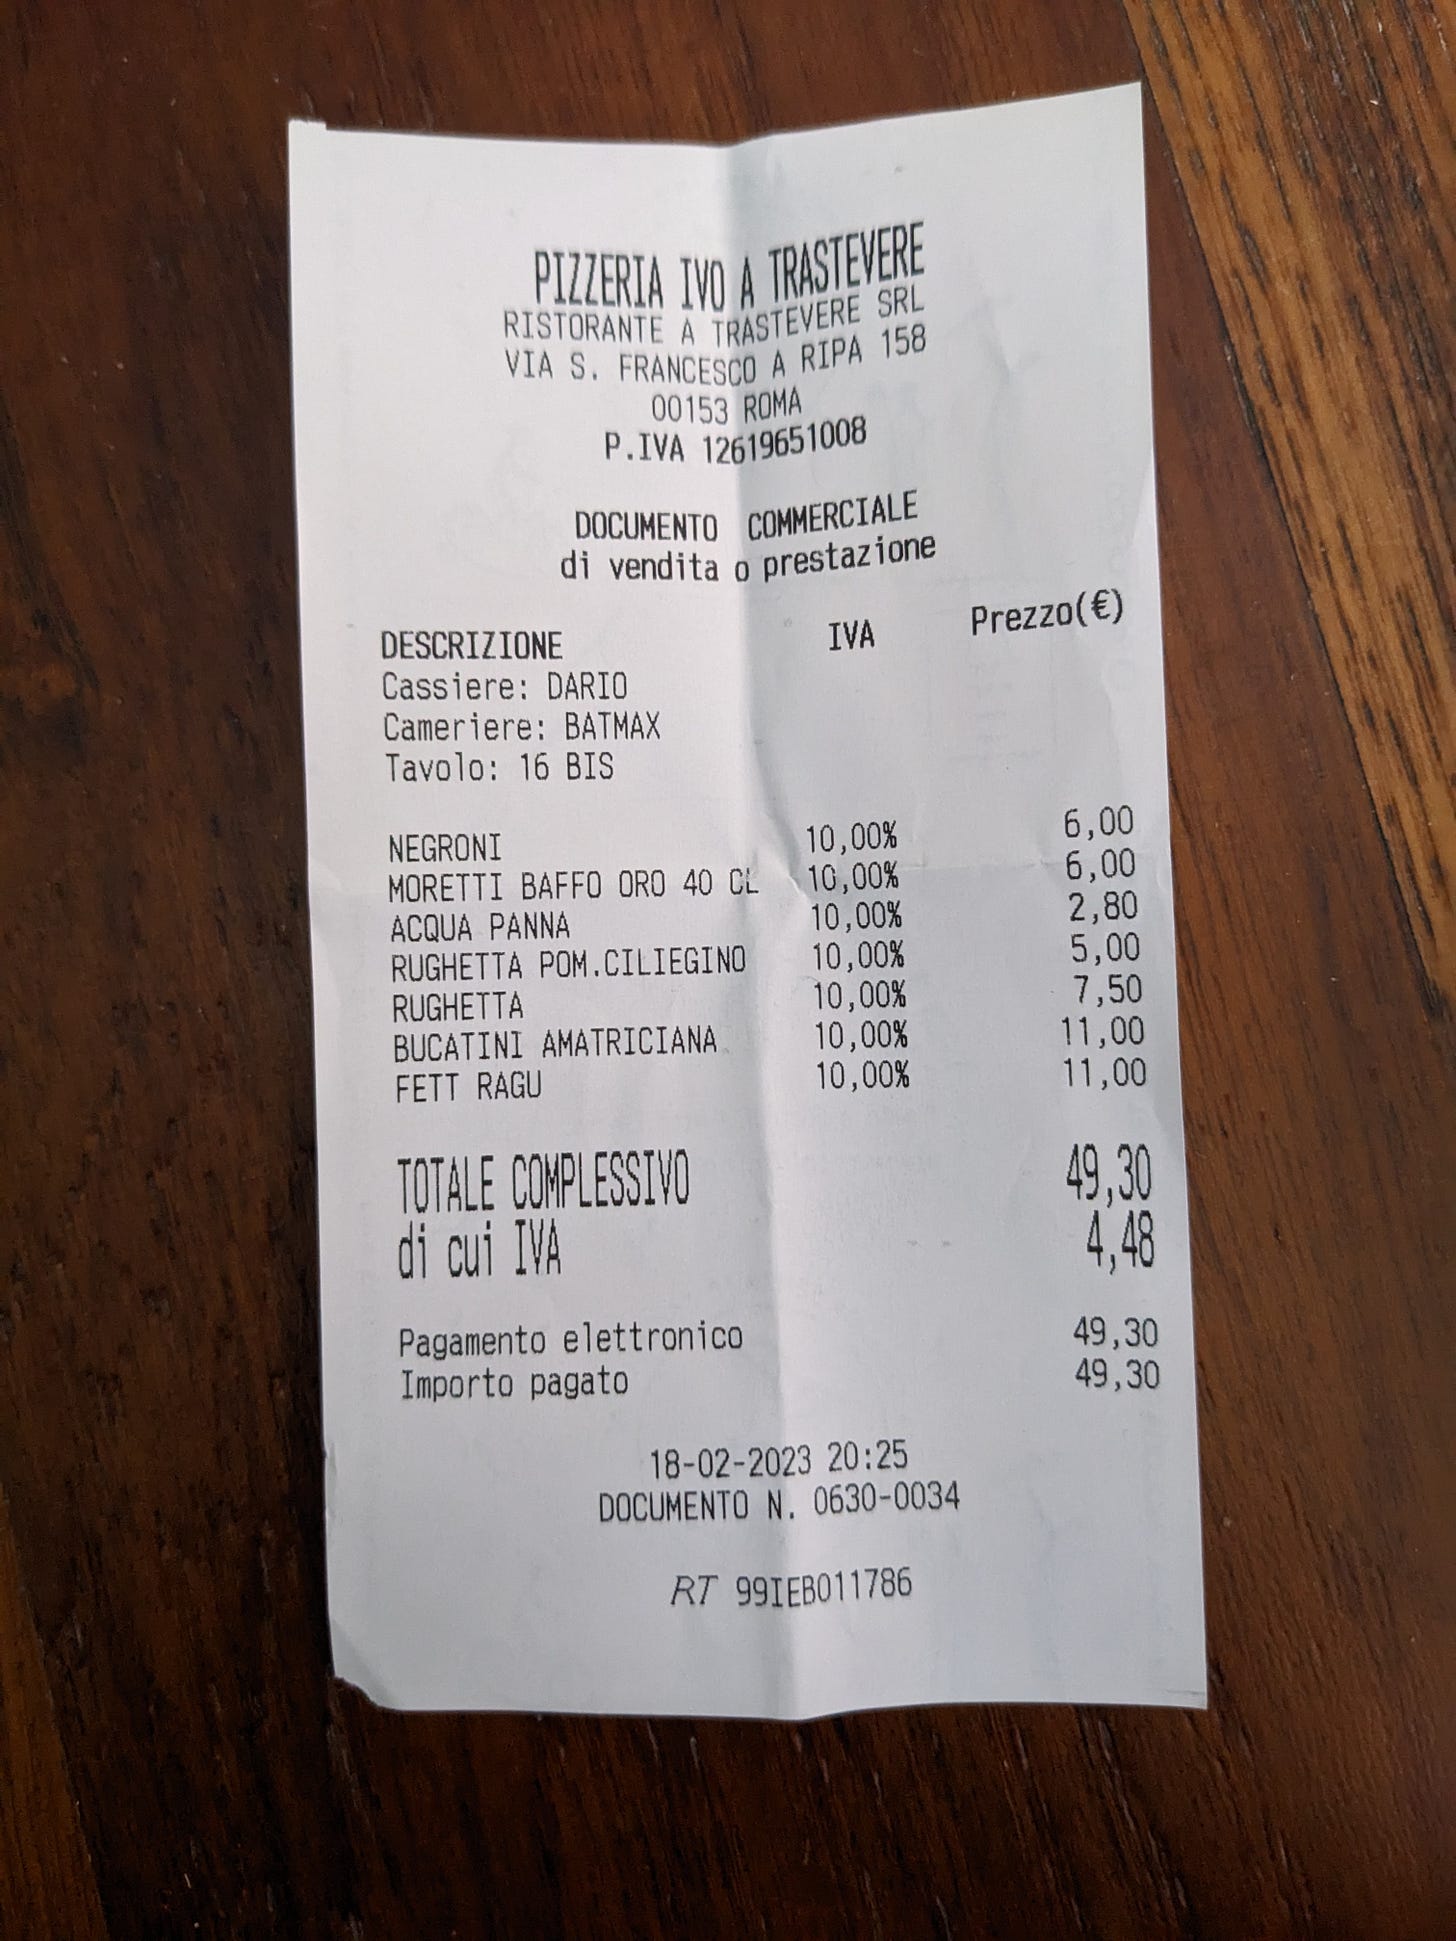 PIZZERIA IVO A TRASTEVERE
RISTORANTE A TRASTEVERE SRL
VIA S. FRANCESCO A RIPA 158
00153 ROMA
P.IVA 12619651008
DOCUMENTO COMMERCIALE
di vendita o prestazione
DESCRIZIONE IVA Prezzo(€)
Cassiere: DARIO
Cameriere: BATMAX
Tavolo: 16 BIS
NEGRONI 10,00% 6,00
MORETTI BAFFO ORO 40 CL 10,00% 6,00
ACQUA PANNA 10,00% 2,80
RUGHETTA POM.CILIEGINO 10,00% 5,00
RUGHETTA 10,00% 7,50
BUCATINI AMATRICIANA 10,00% 11,00
FETT RAGU 10,00% 11,00
TOTALE COMPLESSIVO 49,30
di cui IVA 4,48
Pagamento elettronico 49,30
Importo pagato 49,30
18-02-2023 20:25
DOCUMENTO N. 0630-0034
RT 99IEB011786